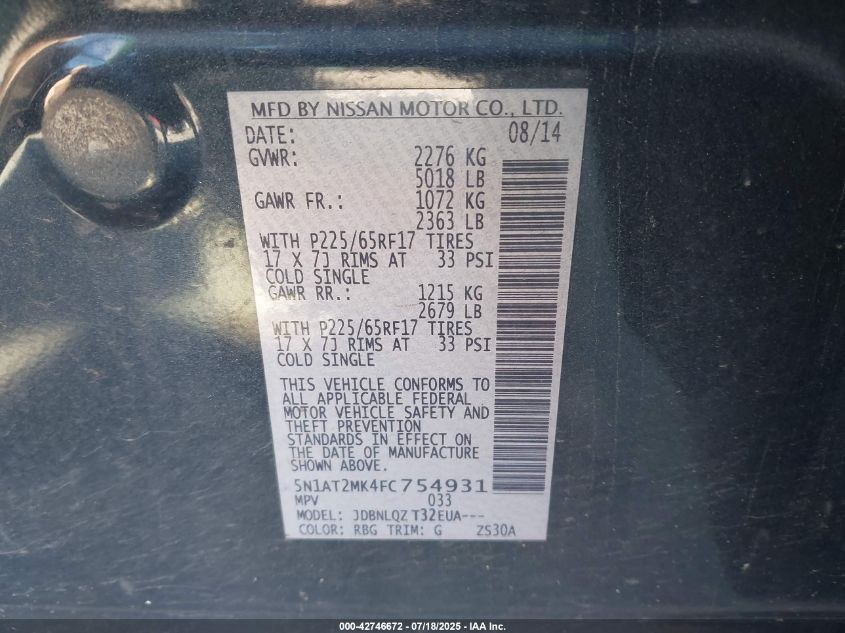 MFD BY NISSAN MOTOR CO., LTD.
DATE: 08/14
GVWR: 2276 KG
5018 LB
GAWR FR.: 1072 KG
2363 LB
WITH P225/65RF17 TIRES
17 X 7J RIMS AT 33 PSI
COLD SINGLE
GAWR RR.: 1215 KG
2679 LB
WITH P225/65RF17 TIRES
17 X 7J RIMS AT 33 PSI
COLD SINGLE
THIS VEHICLE CONFORMS TO
ALL APPLICABLE FEDERAL
MOTOR VEHICLE SAFETY AND
THEFT PREVENTION
STANDARDS IN EFFECT ON
THE DATE OF MANUFACTURE
SHOWN ABOVE.
5N1AT2MK4FC754931
MPV 033
MODEL: JDBNLQZ T32EUA---
COLOR: RBG TRIM: G ZS30A
000-42746672 - 07/18/2025 - IAA Inc.